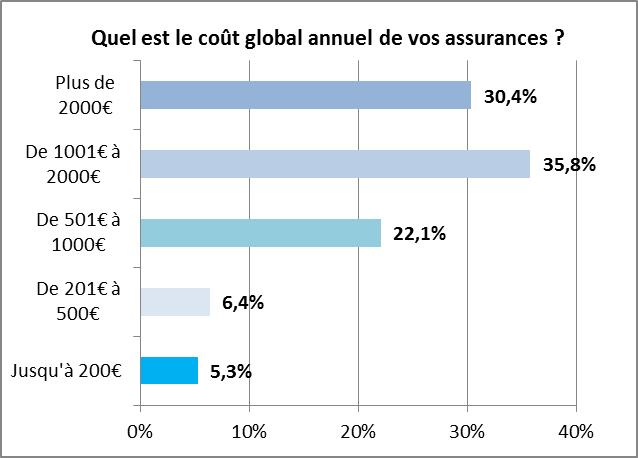 Quel est le coût global annuel de vos assurances ?
Plus de
2000€
30,4%
De 1001€ à
2000€
35,8%
De 501€ à
1000€
22,1%
De 201€ à
500€
6,4%
Jusqu'à 200€
5,3%
0%
10%
20%
30%
40%